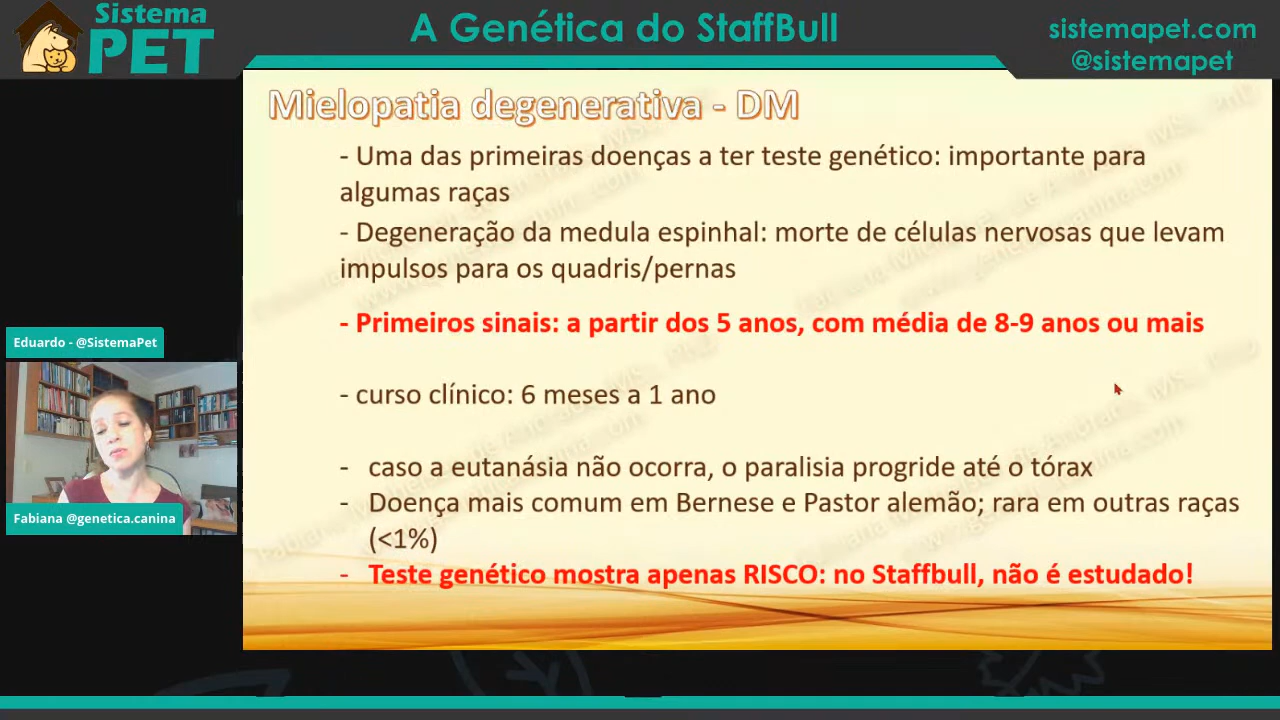 Sistema
PET
A Genética do StaffBull
sistemapet.com
@sistemapet
Mielopatia degenerativa - DM
- Uma das primeiras doenças a ter teste genético: importante para
algumas raças
- Degeneração da medula espinhal: morte de células nervosas que levam
impulsos para os quadris/pernas
- Primeiros sinais: a partir dos 5 anos, com média de 8-9 anos ou mais
- curso clínico: 6 meses a 1 ano
- caso a eutanásia não ocorra, o paralisia progride até o tórax
- Doença mais comum em Bernese e Pastor alemão; rara em outras raças
(<1%)
- Teste genético mostra apenas RISCO: no Staffbull, não é estudado!
Eduardo - @SistemaPet
Fabiana @genetica.canina